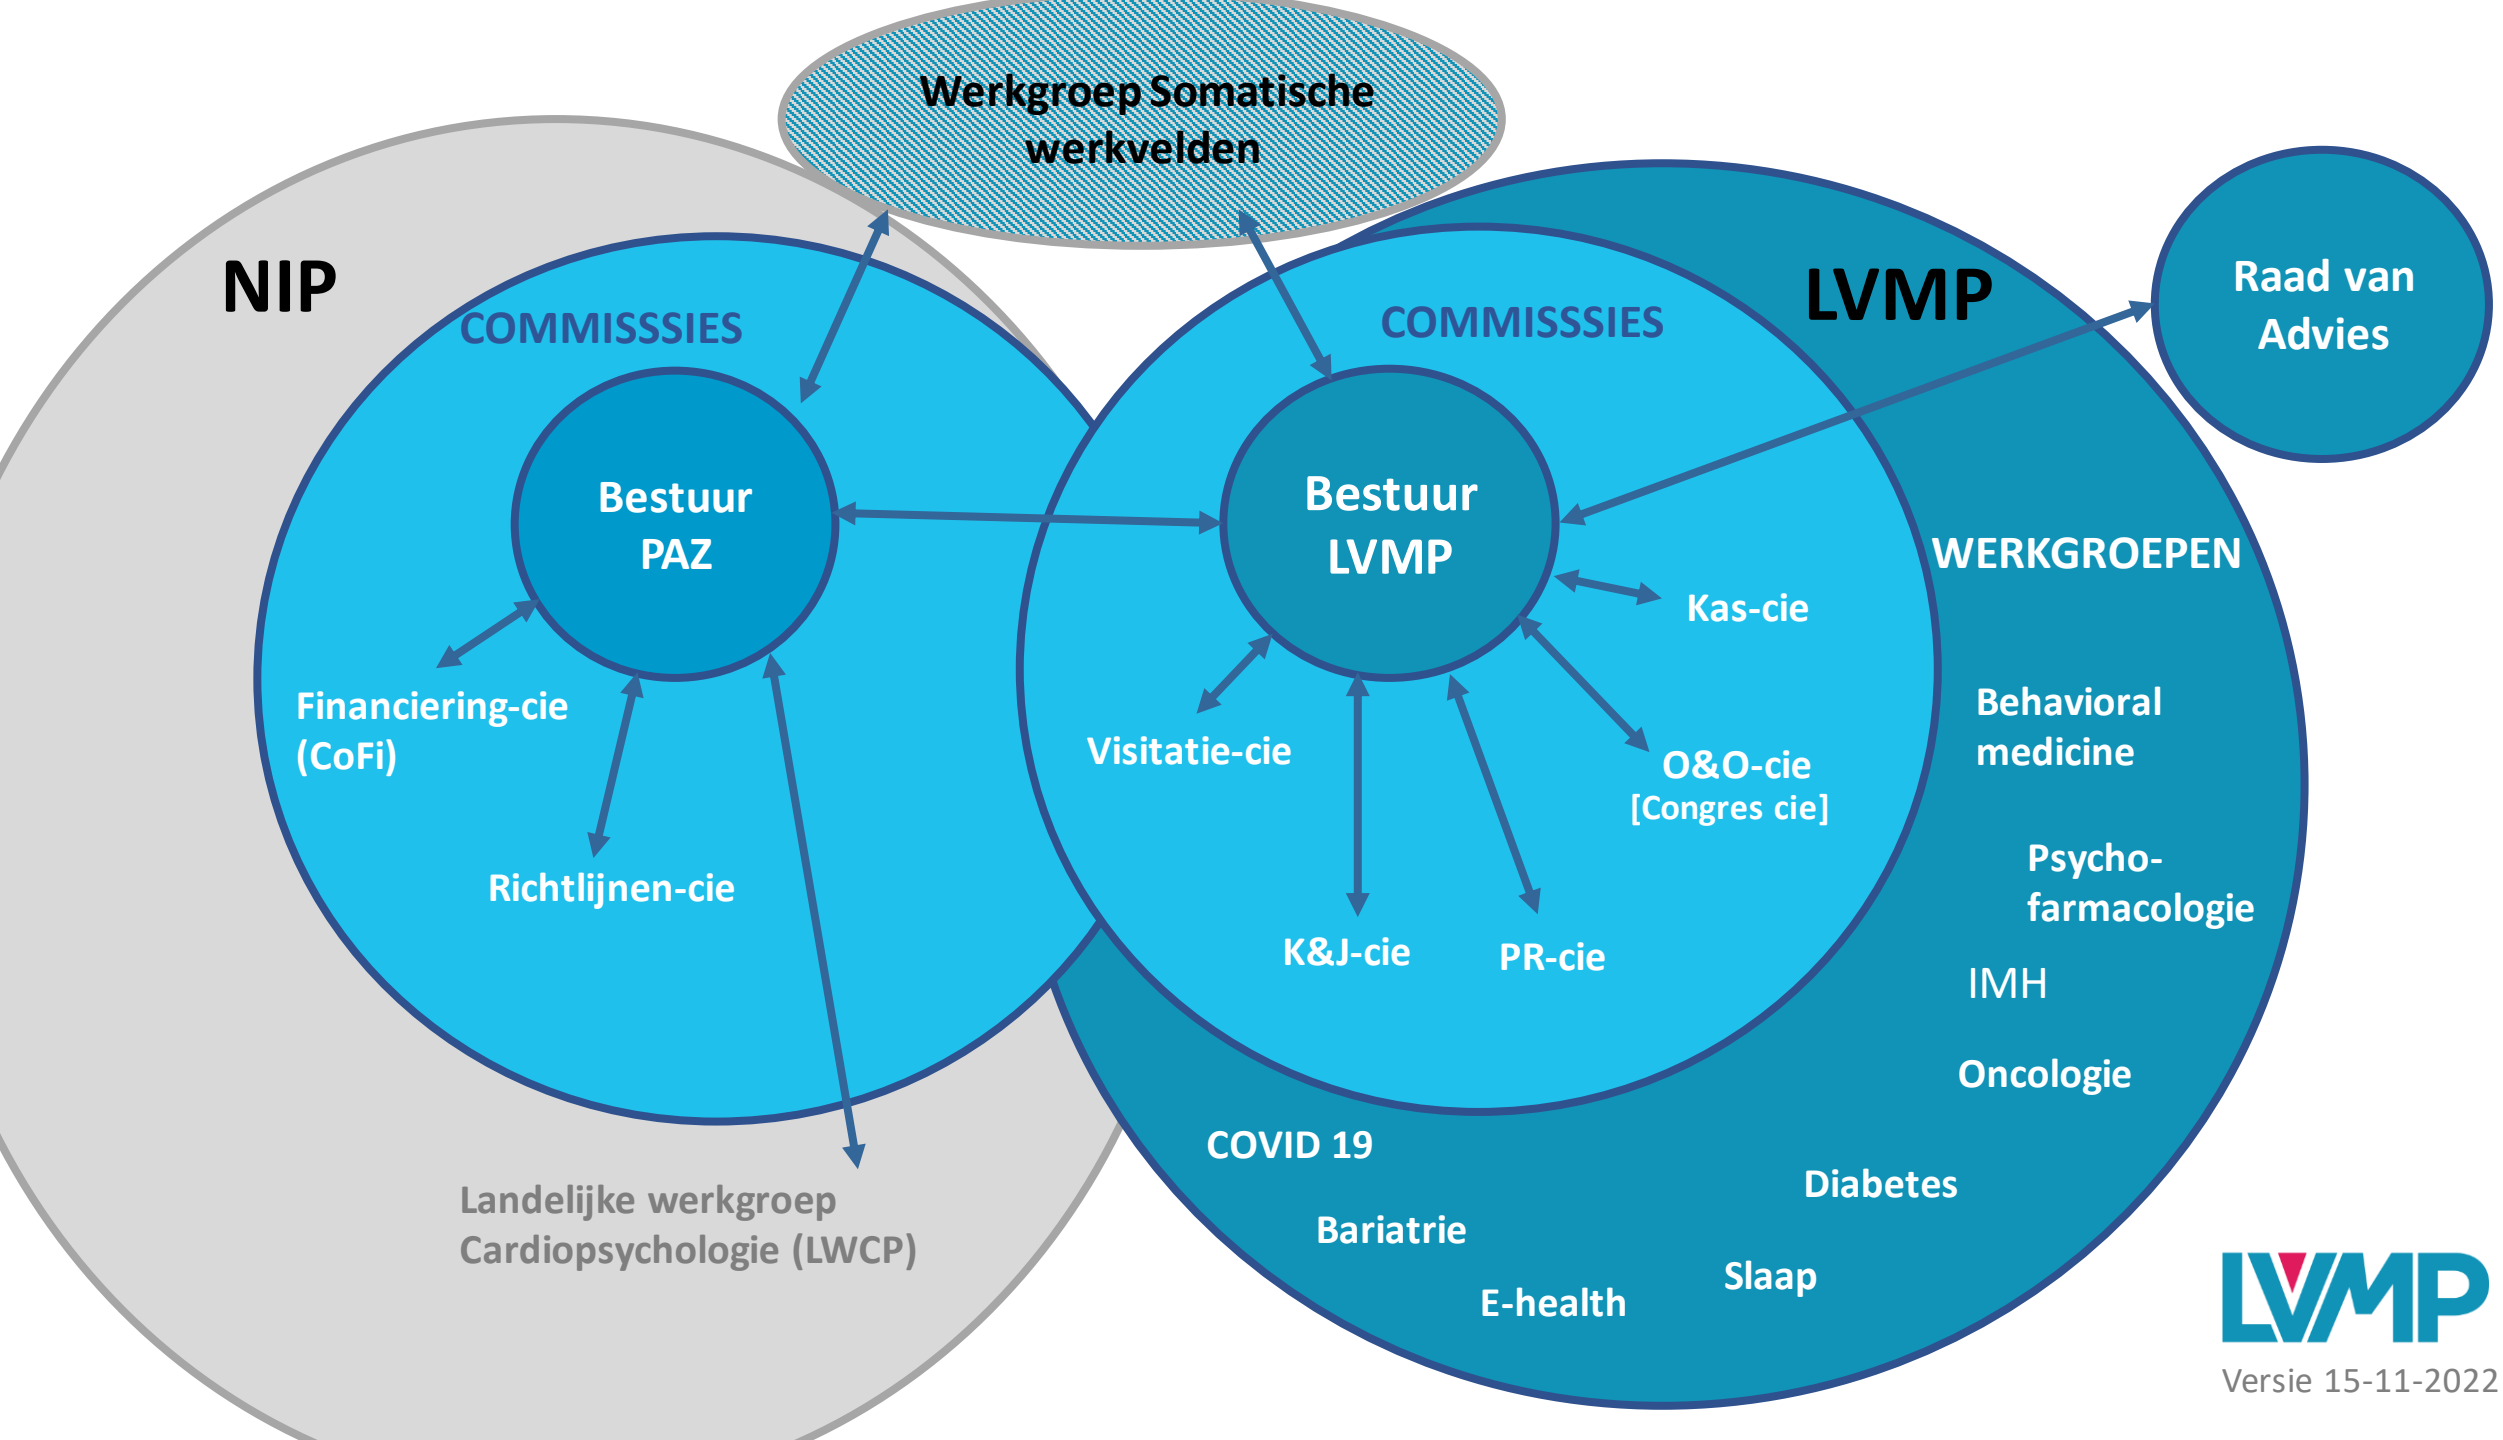 Werkgroep Somatische
werkvelden
NIP
COMMISSSIES
Bestuur
PAZ
Financiering-cie
(CoFi)
Richtlijnen-cie
Landelijke werkgroep
Cardiopsychologie (LWCP)
LVMP
COMMISSSIES
Bestuur
LVMP
Kas-cie
Visitatie-cie
O&O-cie
[Congres cie]
K&J-cie
PR-cie
Raad van
Advies
WERKGROEPEN
Behavioral
medicine
Psycho-
farmacologie
IMH
Oncologie
COVID 19
Diabetes
Bariatrie
Slaap
E-health
LVMP
Versie 15-11-2022